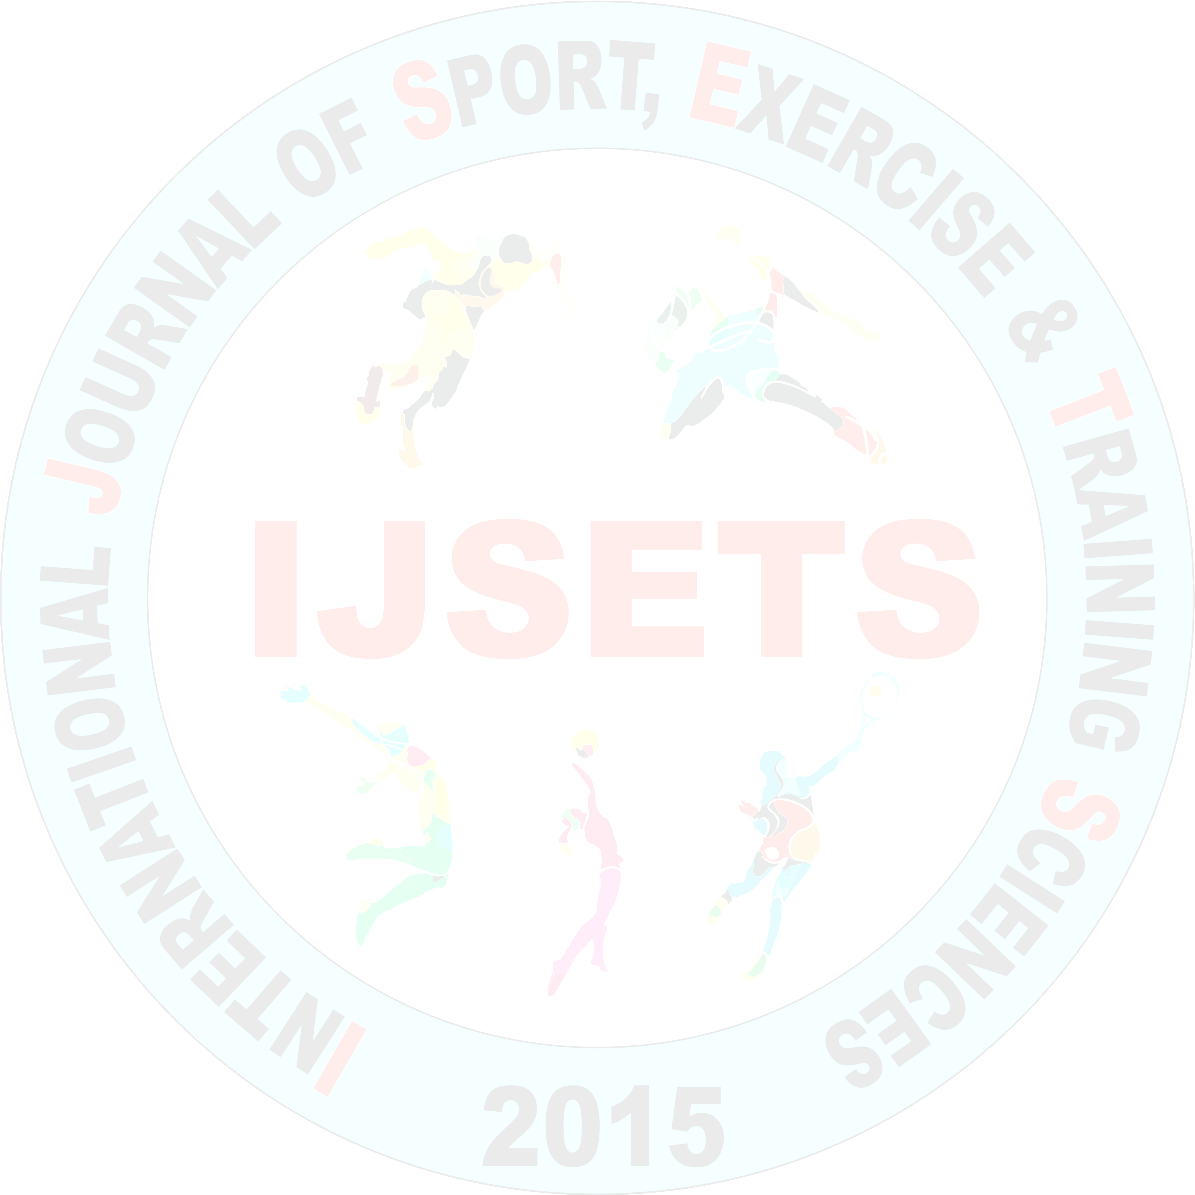 INTERNATIONAL JOURNAL OF SPORT, EXERCISE & TRAINING SCIENCES
IJSETS
2015